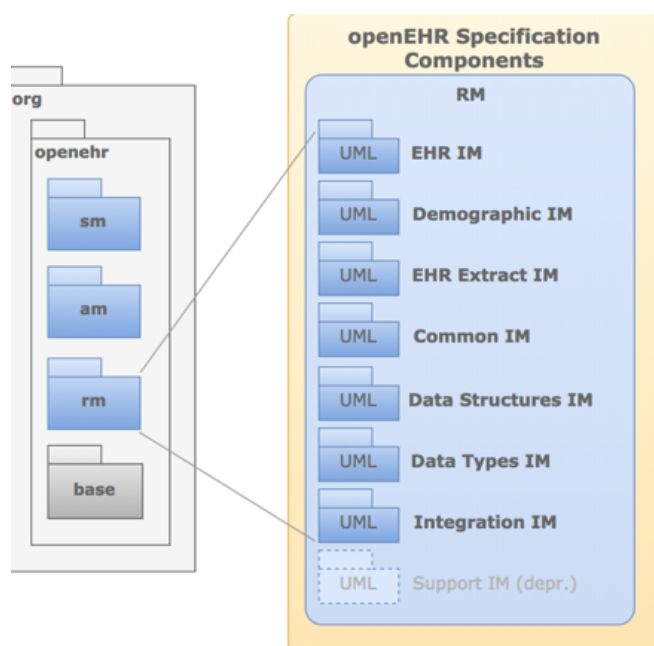 org
openehr
sm
am
rm
base
openEHR Specification
Components
RM
UML EHR IM
UML Demographic IM
UML EHR Extract IM
UML Common IM
UML Data Structures IM
UML Data Types IM
UML Integration IM
UML Support IM (depr.)